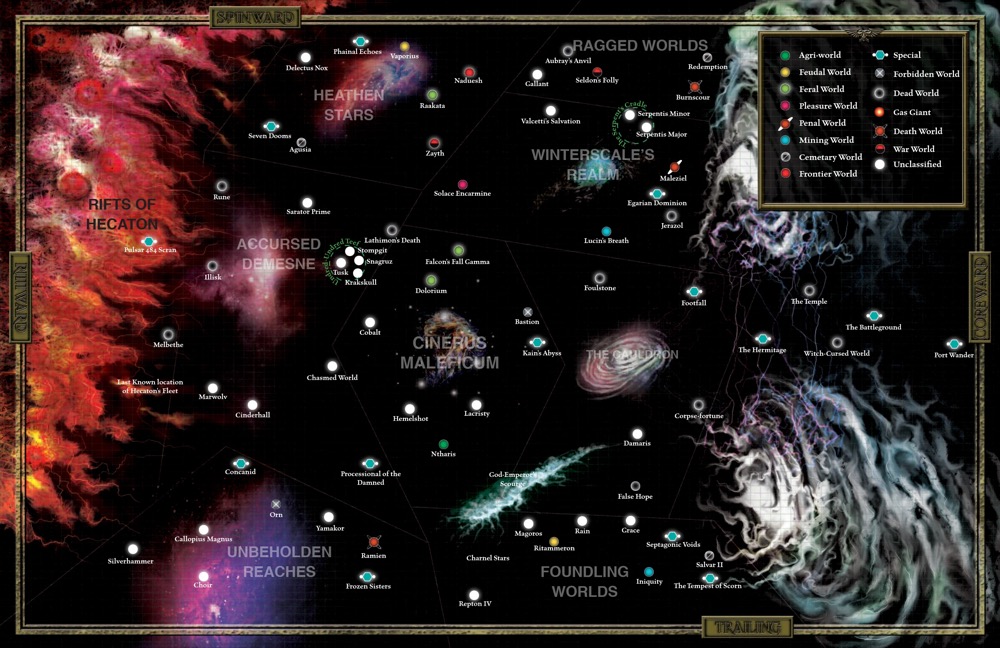 SPINWARD
RIMWARD
COREWARD
TRAILING
Agri-world
Feudal World
Feral World
Pleasure World
Penal World
Mining World
Cemetary World
Frontier World
Special
Forbidden World
Dead World
Gas Giant
Death World
War World
Unclassified
Phainal Echoes
Vaporius
Delectus Nox
HEATHEN
STARS
Naduesh
Raakata
Seven Dooms
Agusia
Zayth
RAGGED WORLDS
Aubray's Anvil
Redemption
Gallant
Seldon's Folly
Burnscour
Valcetti's Salvation
The Serpent's Cradle
Serpentis Minor
Serpentis Major
WINTERSCALE'S
REALM
Maleziel
Egarian Dominion
Jerazol
Lucin's Breath
Solace Encarmine
RIFTS OF
HECATON
Pulsar 484 Scran
Rune
Sarator Prime
ACCURSED
DEMESNE
Illisk
Lathimon's Death
Stompgit
Snagruz
Tusk
Krakskull
Falcon's Fall Gamma
Dolorium
Foulstone
Footfall
The Temple
The Battleground
Bastion
Kain's Abyss
Cobalt
CINERUS
MALEFICUM
THE CAULDRON
The Hermitage
Witch-Cursed World
Port Wander
Melbethe
Chasmed World
Last Known location
of Hecaton's Fleet
Marwolv
Cinderhall
Hemelshot
Lacristy
Corpse-fortune
Ntharis
Damaris
Concanid
Processional of the
Damned
God-Emperor's
Scourge
False Hope
Orn
Callopius Magnus
Yamakor
Silverhammer
UNBEHOLDEN
REACHES
Ramien
Chour
Frozen Sisters
Magoros
Rain
Grace
Ritammeron
Septagonic Voids
Charnel Stars
Salvar II
FOUNDLING
WORLDS
Iniquity
The Tempest of Scorn
Repton IV